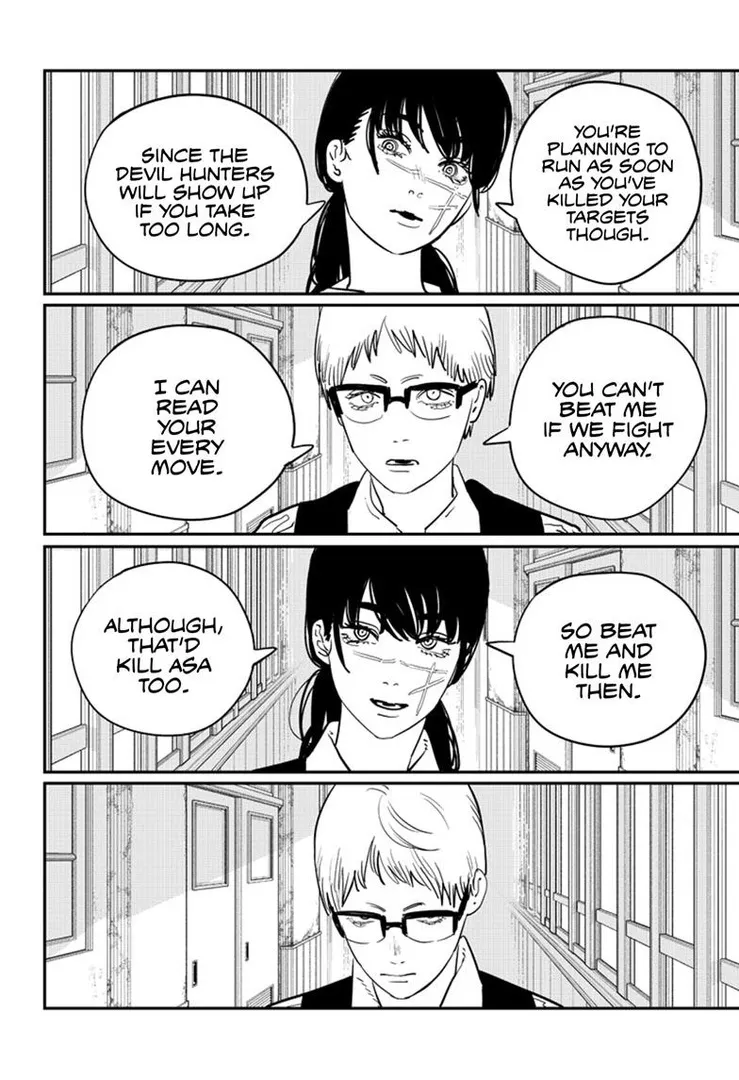 YOU'RE
PLANNING TO
RUN AS SOON
AS YOU'VE
KILLED YOUR
TARGETS
THOUGH.
SINCE THE
DEVIL HUNTERS
WILL SHOW UP
IF YOU TAKE
TOO LONG.
YOU CAN'T
BEAT ME
IF WE FIGHT
ANYWAY.
I CAN
READ
YOUR
EVERY
MOVE.
SO BEAT
ME AND
KILL ME
THEN.
ALTHOUGH,
THAT'D
KILL ASA
TOO.